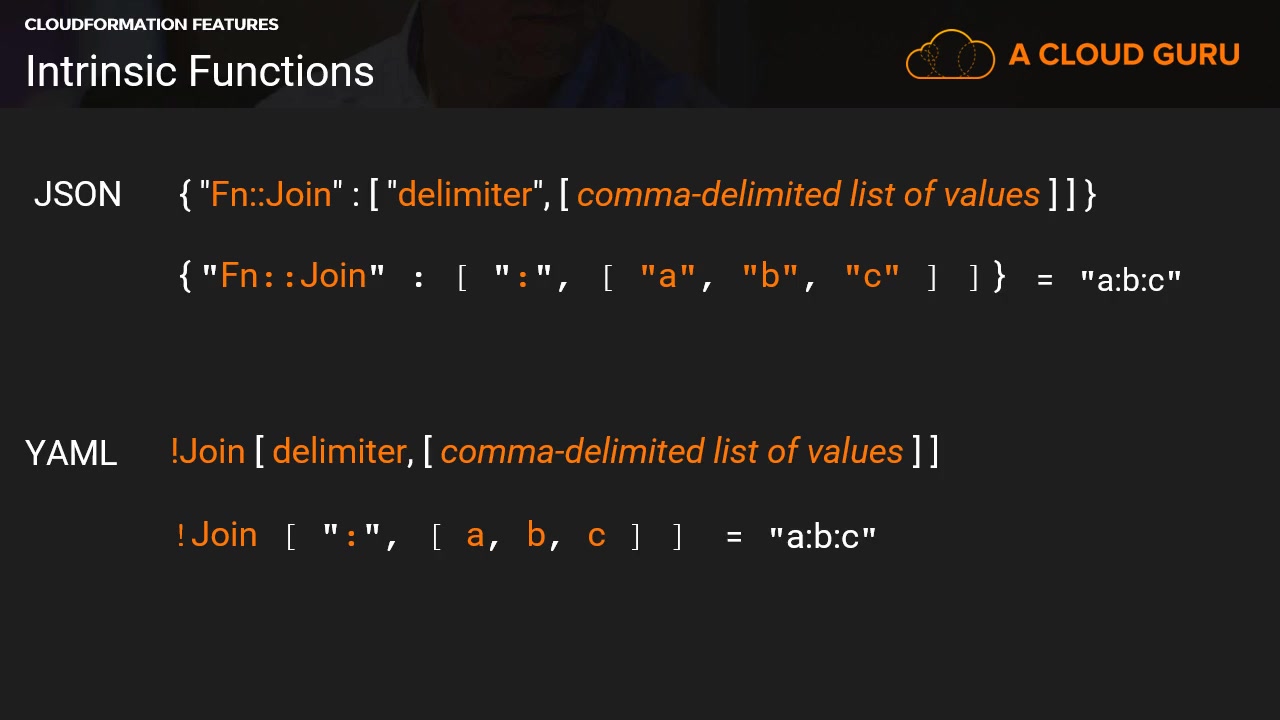 CLOUDFORMATION FEATURES
Intrinsic Functions
A CLOUD GURU
JSON { "Fn::Join" : [ "delimiter", [ comma-delimited list of values ] ] }
{ "Fn::Join" : [ ":", [ "a", "b", "c" ] ] } = "a:b:c"
YAML !Join [ delimiter, [ comma-delimited list of values ] ]
!Join [ ":", [ a, b, c ] ] = "a:b:c"